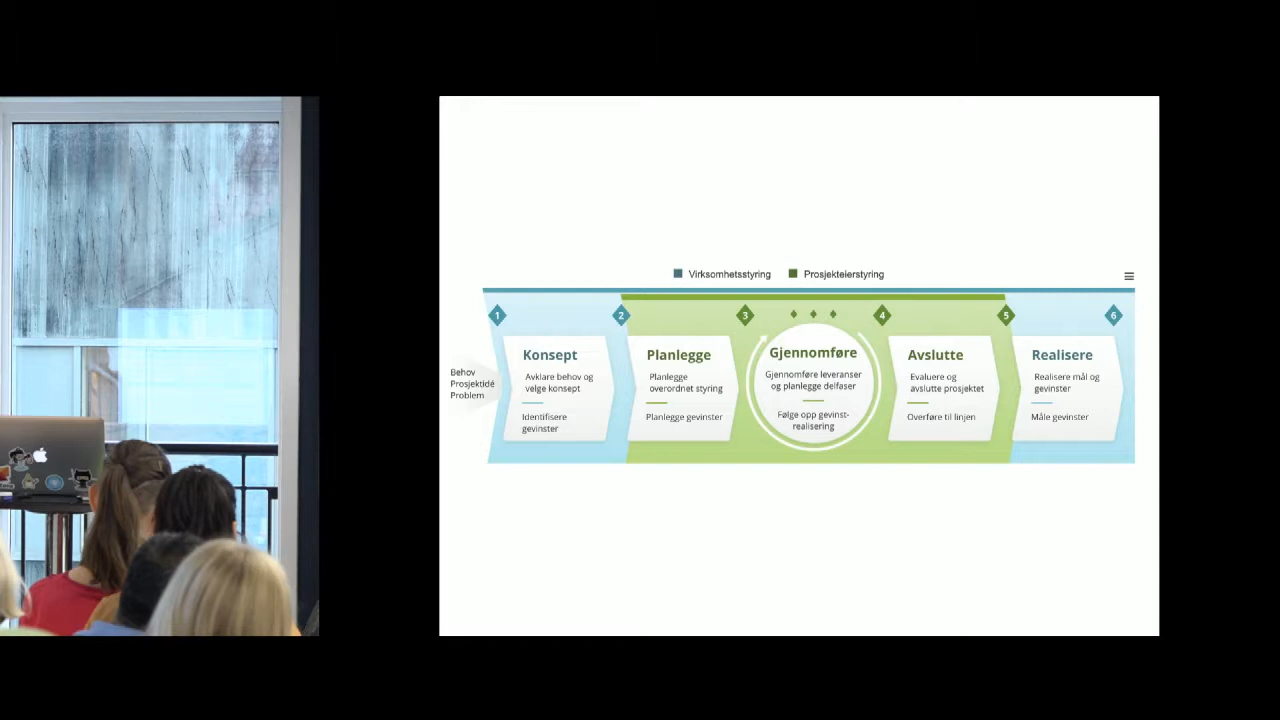 Virksomhetsstyring
Prosjekteierstyring
1
2
3
4
5
6
Behov
Prosjektidé
Problem
Konsept
Avklare behov og
velge konsept
Identifisere
gevinster
Planlegge
Planlegge
overordnet styring
Planlegge gevinster
Gjennomføre
Gjennomføre leveranser
og planlegge delfaser
Følge opp gevinst-
realisering
Avslutte
Evaluere og
avslutte prosjektet
Overføre til linjen
Realisere
Realisere mål og
gevinster
Måle gevinster